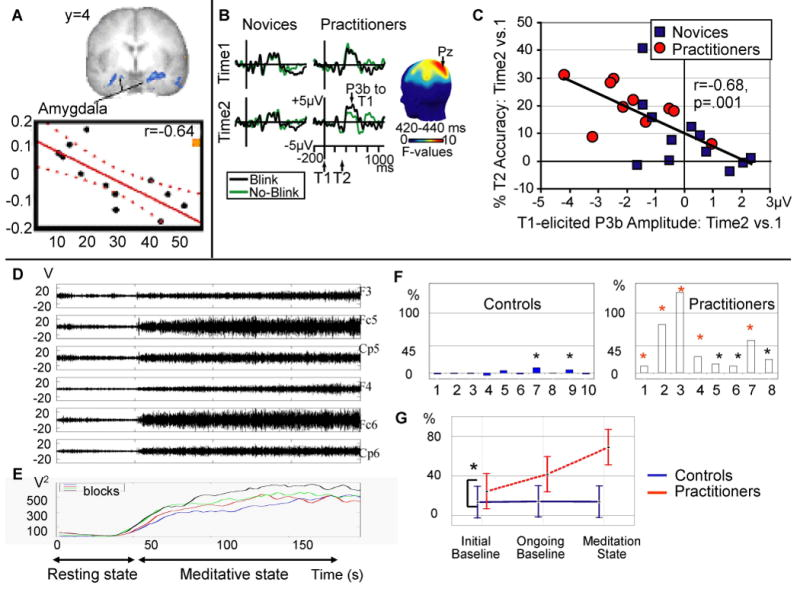 A
y=4
Amygdala
0.2
0.1
0
-0.1
-0.2
r=-0.64
10 20 30 40 50
B
Novices Practitioners
Time1
Time2
+5µV
-5µV
P3b to T1
-200 1000 ms
T1 T2
Blink
No-Blink
Pz
420-440 ms
0 10
F-values
C
Novices
Practitioners
r=-0.68,
p=.001
% T2 Accuracy: Time2 vs.1
50
40
30
20
10
0
-10
-5 -4 -3 -2 -1 0 1 2 3µV
T1-elicited P3b Amplitude: Time2 vs.1
D
V
20
-20
F3
20
-20
Fc5
20
-20
Cp5
20
-20
F4
20
-20
Fc6
20
-20
Cp6
E
V2
blocks
500
300
100
0 50 100 150
Resting state Meditative state Time (s)
F
%
Controls
100
45
0
* *
1 2 3 4 5 6 7 8 9 10
%
Practitioners
100
45
0
* * * * * * * *
1 2 3 4 5 6 7 8
G
%
80
40
0
*
Initial Baseline
Ongoing Baseline
Meditation State
Controls
Practitioners